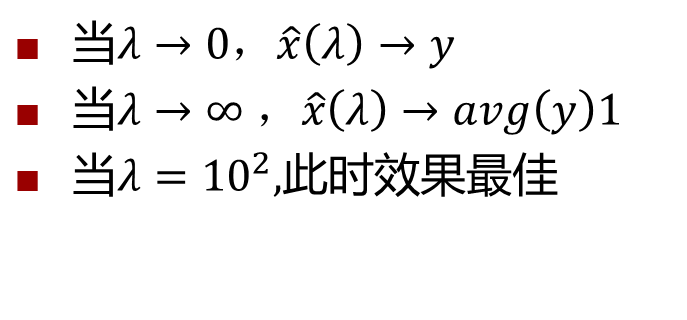 ■ 当λ → 0，x̂(λ) → y
■ 当λ → ∞ ，x̂(λ) → avg(y)1
■ 当λ = 10²,此时效果最佳